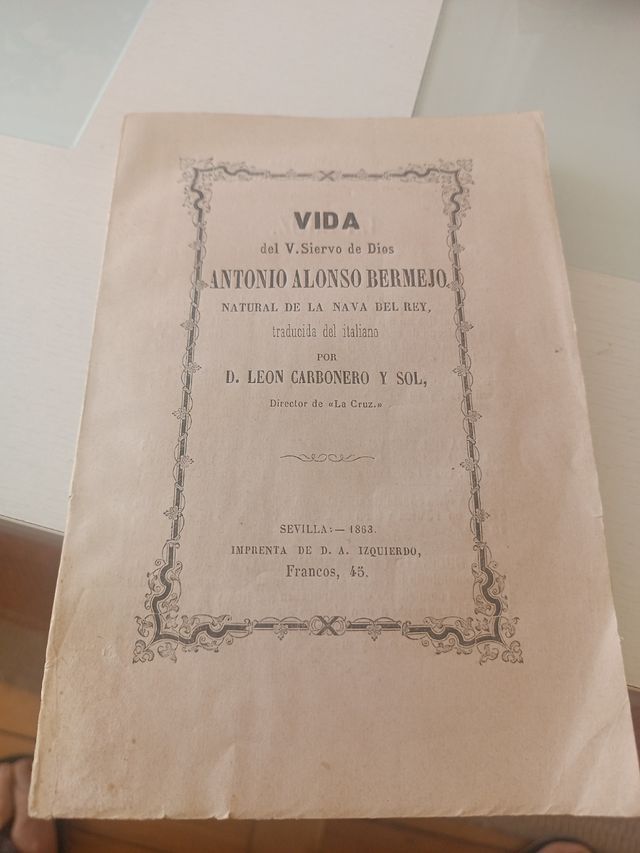 VIDA
del V. Siervo de Dios
ANTONIO ALONSO BERMEJO,
NATURAL DE LA NAVA DEL REY,
traducida del italiano
POR
D. LEON CARBONERO Y SOL,
Director de «La Cruz.»
SEVILLA:—1863.
IMPRENTA DE D. A. IZQUIERDO,
Francos, 45.